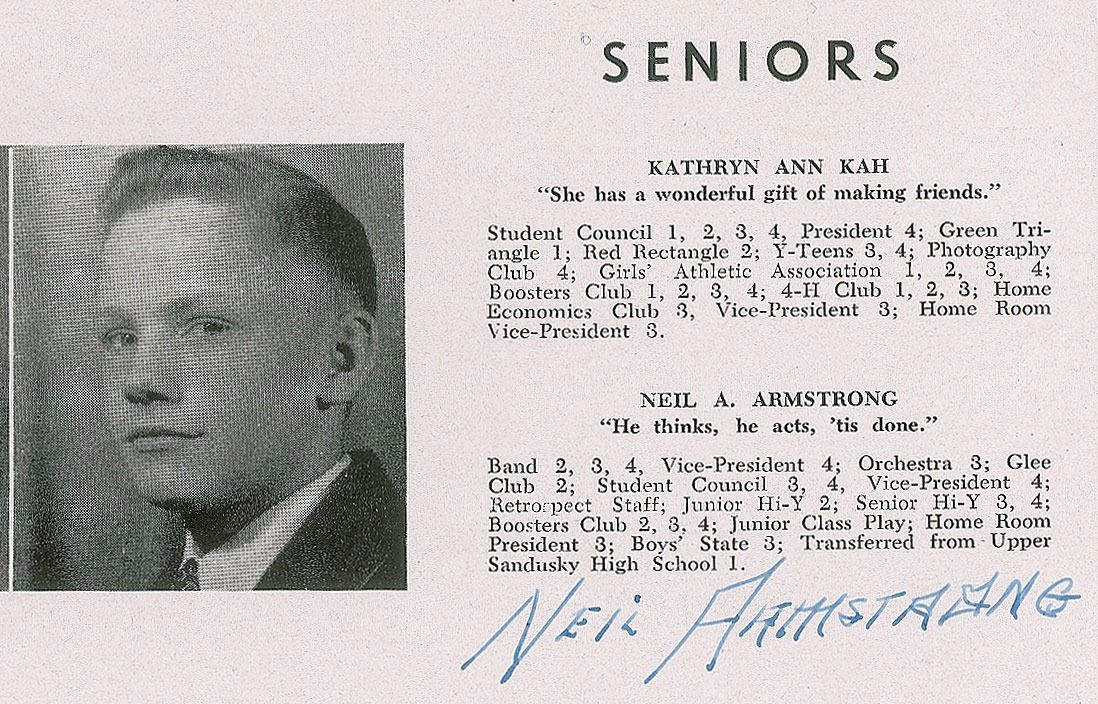 SENIORS
KATHRYN ANN KAH
“She has a wonderful gift of making friends.”
Student Council 1, 2, 3, 4, President 4; Green Tri-
angle 1; Red Rectangle 2; Y-Teens 3, 4; Photography
Club 4; Girls’ Athletic Association 1, 2, 3, 4;
Boosters Club 1, 2, 3, 4; 4-H Club 1, 2, 3; Home
Economics Club 3, Vice-President 3; Home Room
Vice-President 3.
NEIL A. ARMSTRONG
“He thinks, he acts, ’tis done.”
Band 2, 3, 4, Vice-President 4; Orchestra 3; Glee
Club 2; Student Council 3, 4, Vice-President 4;
Retrospect Staff; Junior Hi-Y 2; Senior Hi-Y 3, 4;
Boosters Club 2, 3, 4; Junior Class Play; Home Room
President 3; Boys’ State 3; Transferred from Upper
Sandusky High School 1.
NEIL ARMSTRONG